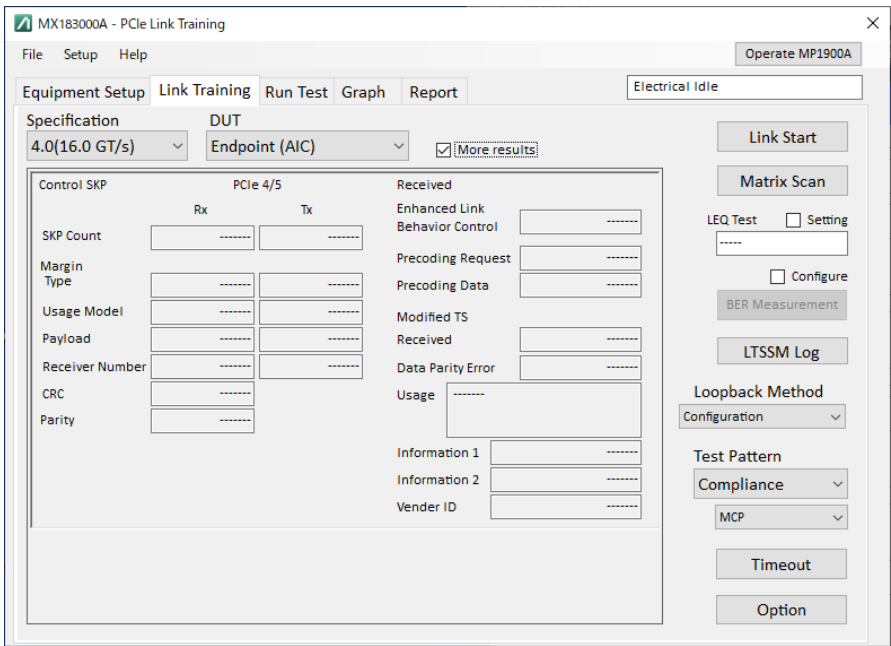 MX183000A - PCIe Link Training
File Setup Help
Operate MP1900A
Equipment Setup Link Training Run Test Graph Report
Electrical Idle
Specification DUT
4.0(16.0 GT/s) Endpoint (AIC) More results
Link Start
Matrix Scan
LEQ Test Setting
-----
Configure
BER Measurement
LTSSM Log
Loopback Method
Configuration
Test Pattern
Compliance
MCP
Timeout
Option
Control SKP PCIe 4/5
Rx Tx
SKP Count ------- -------
Margin
Type ------- -------
Usage Model ------- -------
Payload ------- -------
Receiver Number ------- -------
CRC -------
Parity -------
Received
Enhanced Link
Behavior Control -------
Precoding Request -------
Precoding Data -------
Modified TS
Received -------
Data Parity Error -------
Usage -------
Information 1 -------
Information 2 -------
Vender ID -------